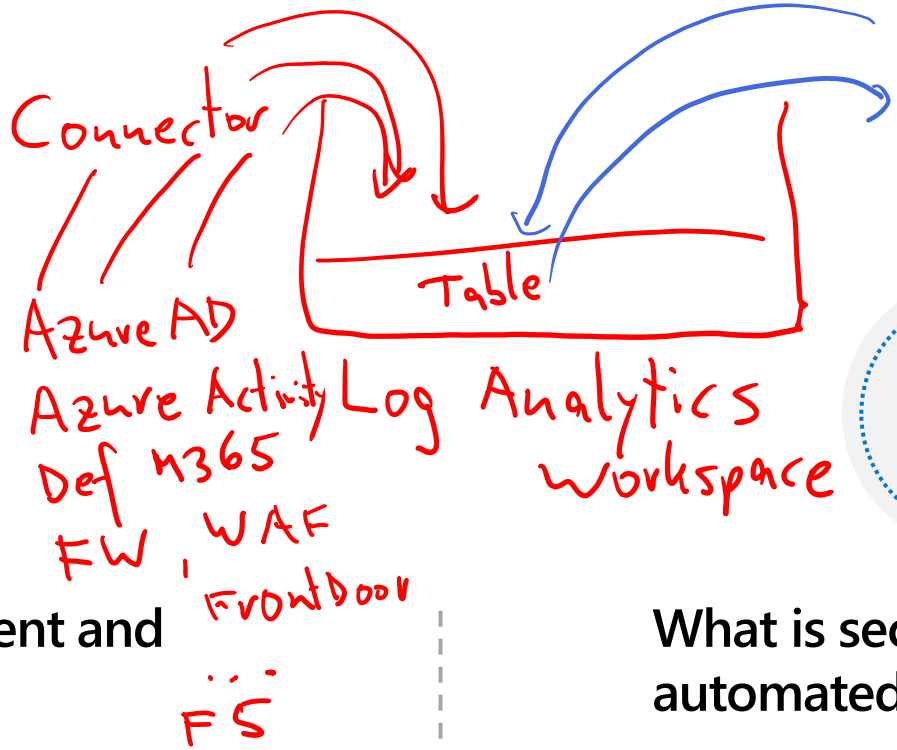 Connector
Table
Azure AD
Azure Activity
Log Analytics
Workspace
Def M365
FW, WAF
FrontDoor
...
F5
ent and
What is sec
automated